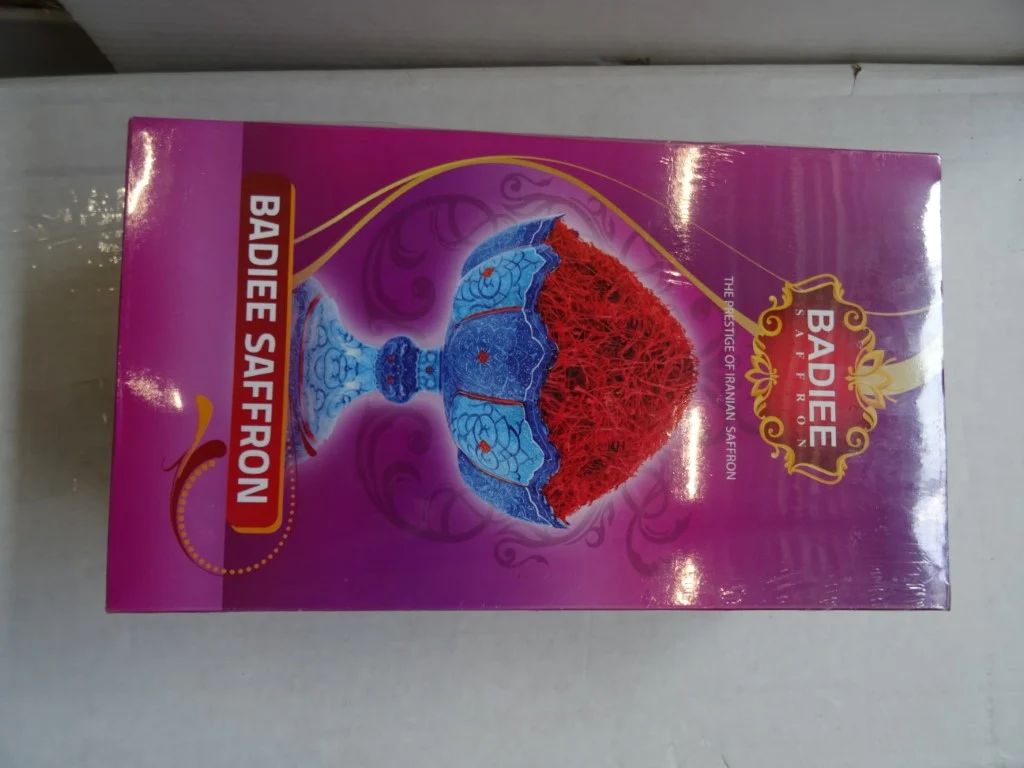 BADIEE
SAFFRON
THE PRESTIGE OF IRANIAN SAFFRON
BADIEE SAFFRON